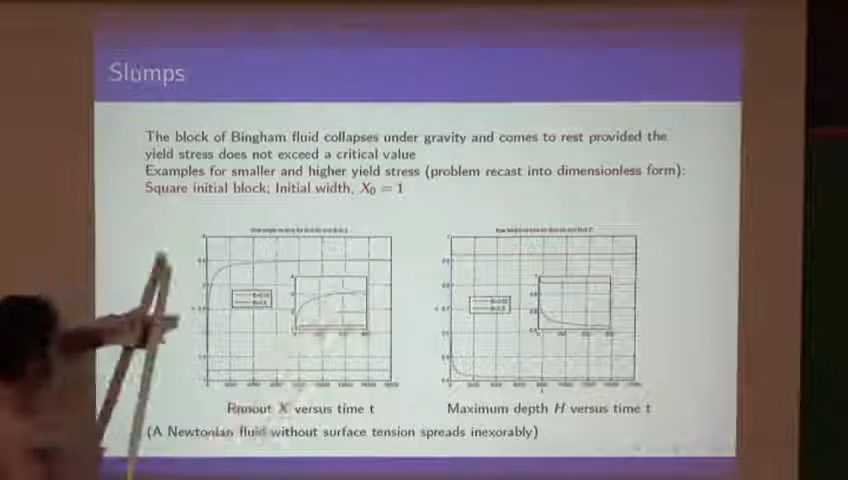 Slumps
The block of Bingham fluid collapses under gravity and comes to rest provided the
yield stress does not exceed a critical value
Examples for smaller and higher yield stress (problem recast into dimensionless form):
Square initial block; Initial width, X₀ = 1
Runout X versus time t
Maximum depth H versus time t
(A Newtonian fluid without surface tension spreads inexorably)